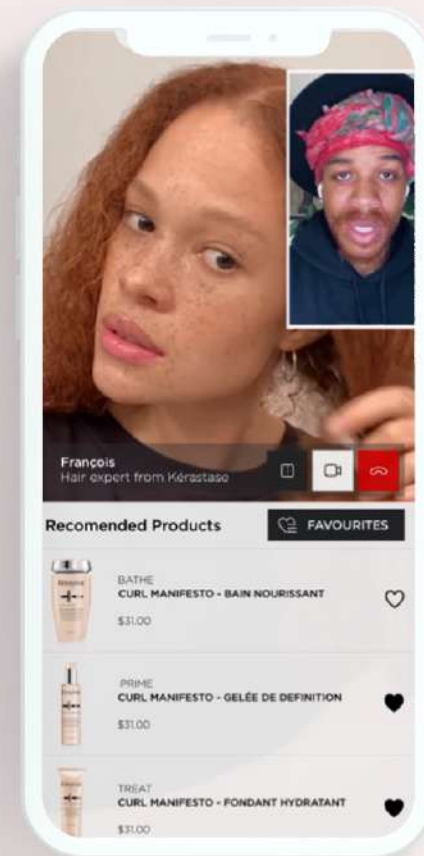 François
Hair expert from Kérastase
Recomended Products
FAVOURITES
BATHE
CURL MANIFESTO - BAIN NOURISSANT
$31.00
PRIME
CURL MANIFESTO - GELÉE DE DEFINITION
$31.00
TREAT
CURL MANIFESTO - FONDANT HYDRATANT
$31.00